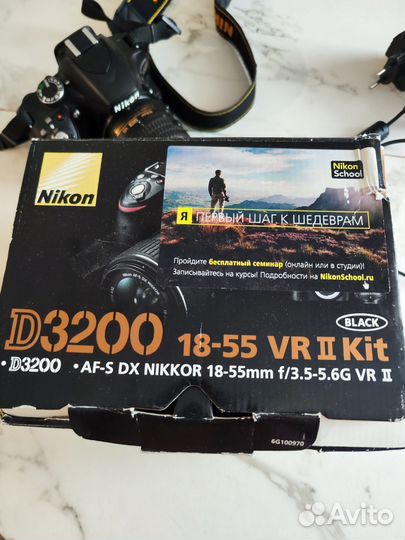 Nikon
Nikon
Nikon School
Я ПЕРВЫЙ ШАГ К ШЕДЕВРАМ
Пройдите бесплатный семинар (онлайн или в студии)!
Записывайтесь на курсы! Подробности на NikonSchool.ru
BLACK
D3200 18-55 VR II Kit
• D3200 • AF-S DX NIKKOR 18-55mm f/3.5-5.6G VR II
6G100970
Avito